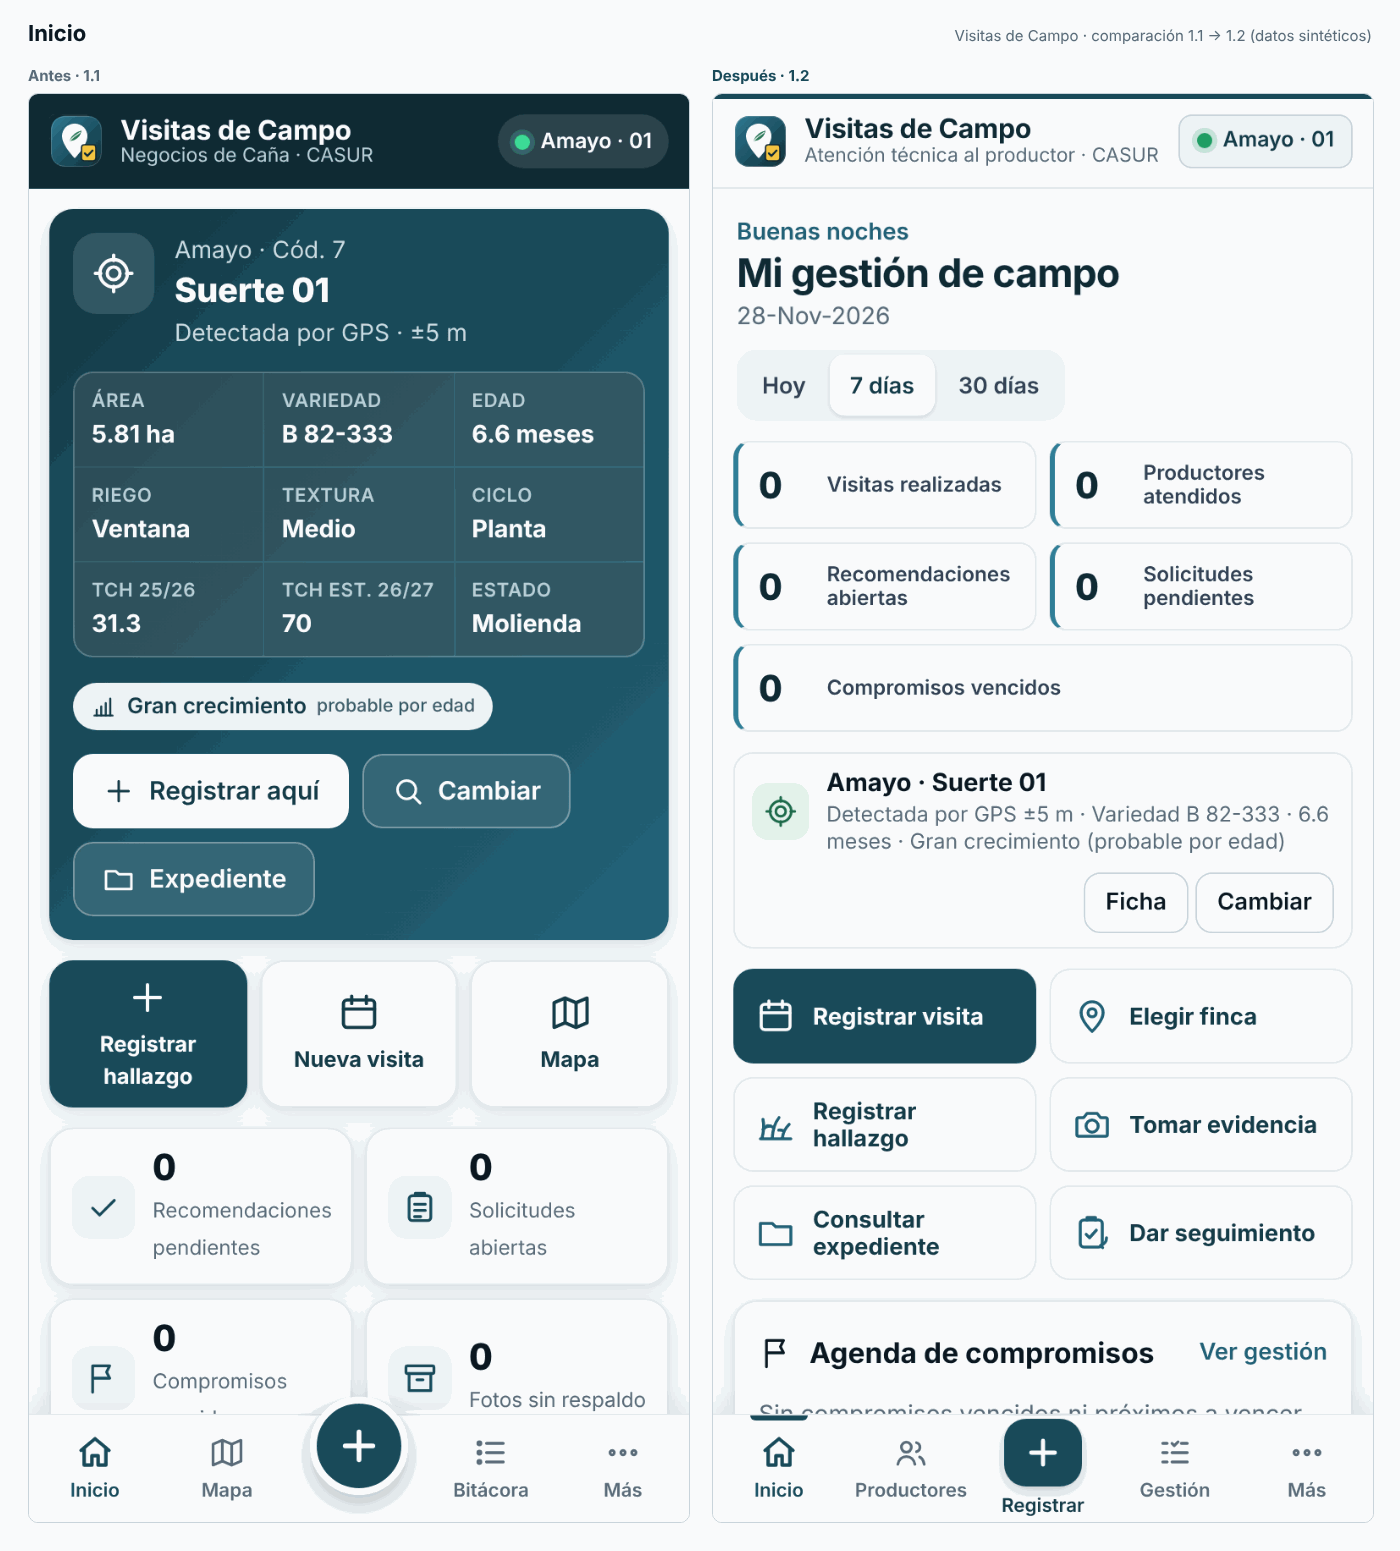 Inicio
Visitas de Campo · comparación 1.1 → 1.2 (datos sintéticos)
Antes · 1.1
Visitas de Campo
Negocios de Caña · CASUR
Amayo · 01
Amayo · Cód. 7
Suerte 01
Detectada por GPS · ±5 m
ÁREA
5.81 ha
VARIEDAD
B 82-333
EDAD
6.6 meses
RIEGO
Ventana
TEXTURA
Medio
CICLO
Planta
TCH 25/26
31.3
TCH EST. 26/27
70
ESTADO
Molienda
Gran crecimiento probable por edad
Registrar aquí
Cambiar
Expediente
Registrar
hallazgo
Nueva visita
Mapa
0
Recomendaciones
pendientes
0
Solicitudes
abiertas
0
Compromisos
0
Fotos sin respaldo
Inicio
Mapa
Bitácora
Más
Después · 1.2
Visitas de Campo
Atención técnica al productor · CASUR
Amayo · 01
Buenas noches
Mi gestión de campo
28-Nov-2026
Hoy
7 días
30 días
0 Visitas realizadas
0 Productores
atendidos
0 Recomendaciones
abiertas
0 Solicitudes
pendientes
0 Compromisos vencidos
Amayo · Suerte 01
Detectada por GPS ±5 m · Variedad B 82-333 · 6.6
meses · Gran crecimiento (probable por edad)
Ficha
Cambiar
Registrar visita
Elegir finca
Registrar
hallazgo
Tomar evidencia
Consultar
expediente
Dar seguimiento
Agenda de compromisos
Ver gestión
Sin compromisos vencidos ni próximos a vencer
Inicio
Productores
Registrar
Gestión
Más